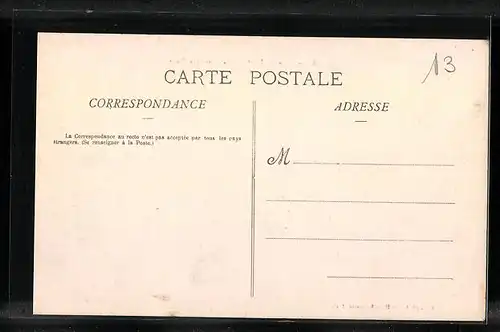 13
CARTE POSTALE
CORRESPONDANCE
La Correspondance au recto n'est pas acceptée par tous les pays
étrangers. (Se renseigner à la Poste.)
ADRESSE
M